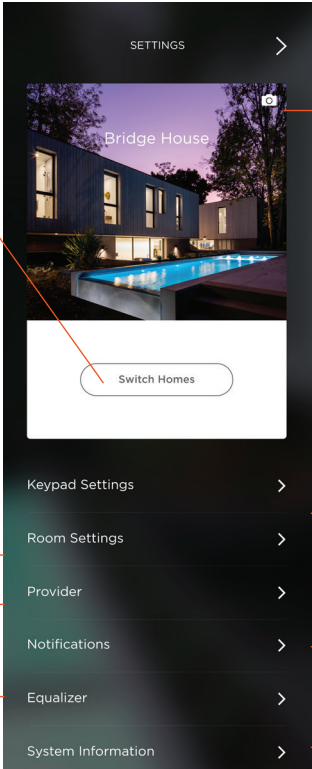 SETTINGS
Bridge House
Switch Homes
Keypad Settings
Room Settings
Provider
Notifications
Equalizer
System Information